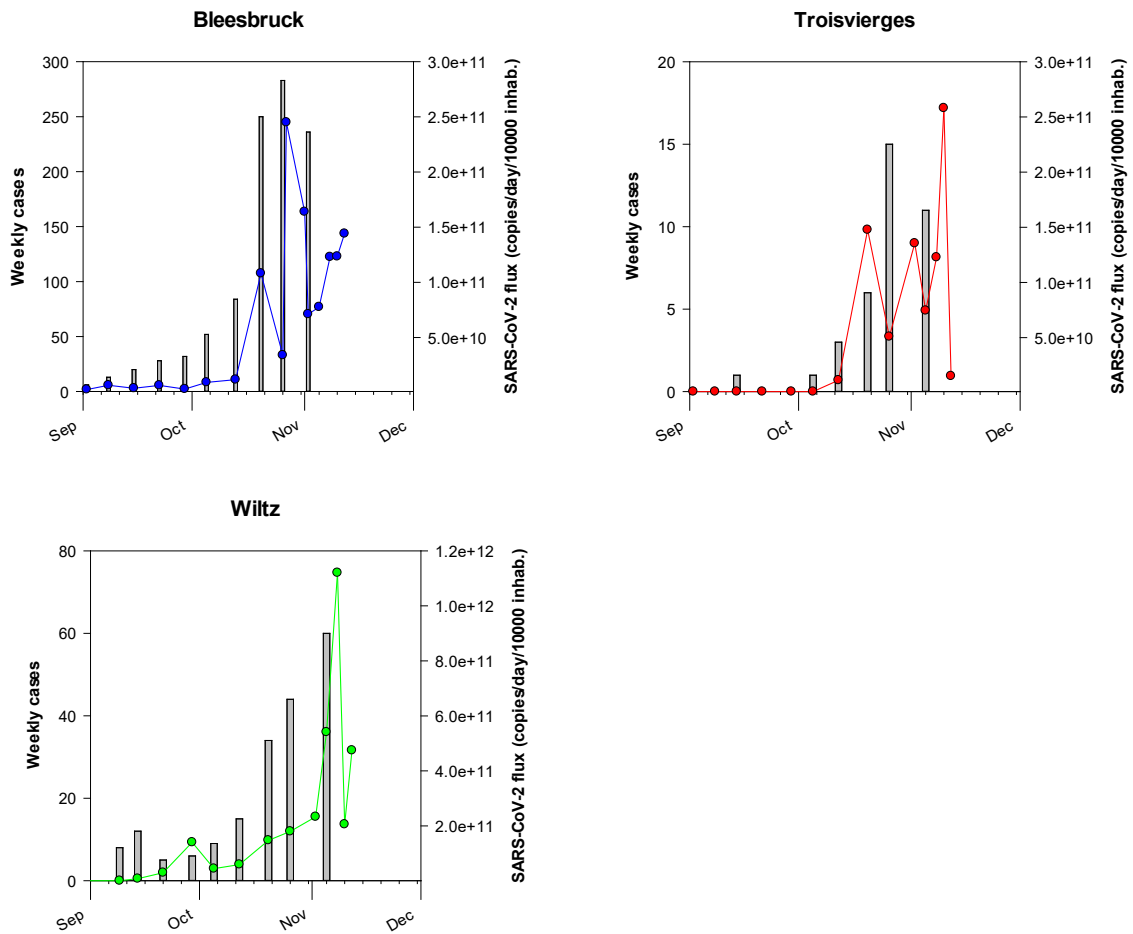 Bleesbruck
300
250
200
150
100
50
0
Weekly cases
3.0e+11
2.5e+11
2.0e+11
1.5e+11
1.0e+11
5.0e+10
SARS-CoV-2 flux (copies/day/10000 inhab.)
Sep
Oct
Nov
Dec
Troisvierges
20
15
10
5
0
Weekly cases
3.0e+11
2.5e+11
2.0e+11
1.5e+11
1.0e+11
5.0e+10
SARS-CoV-2 flux (copies/day/10000 inhab.)
Sep
Oct
Nov
Dec
Wiltz
80
60
40
20
0
Weekly cases
1.2e+12
1.0e+12
8.0e+11
6.0e+11
4.0e+11
2.0e+11
SARS-CoV-2 flux (copies/day/10000 inhab.)
Sep
Oct
Nov
Dec